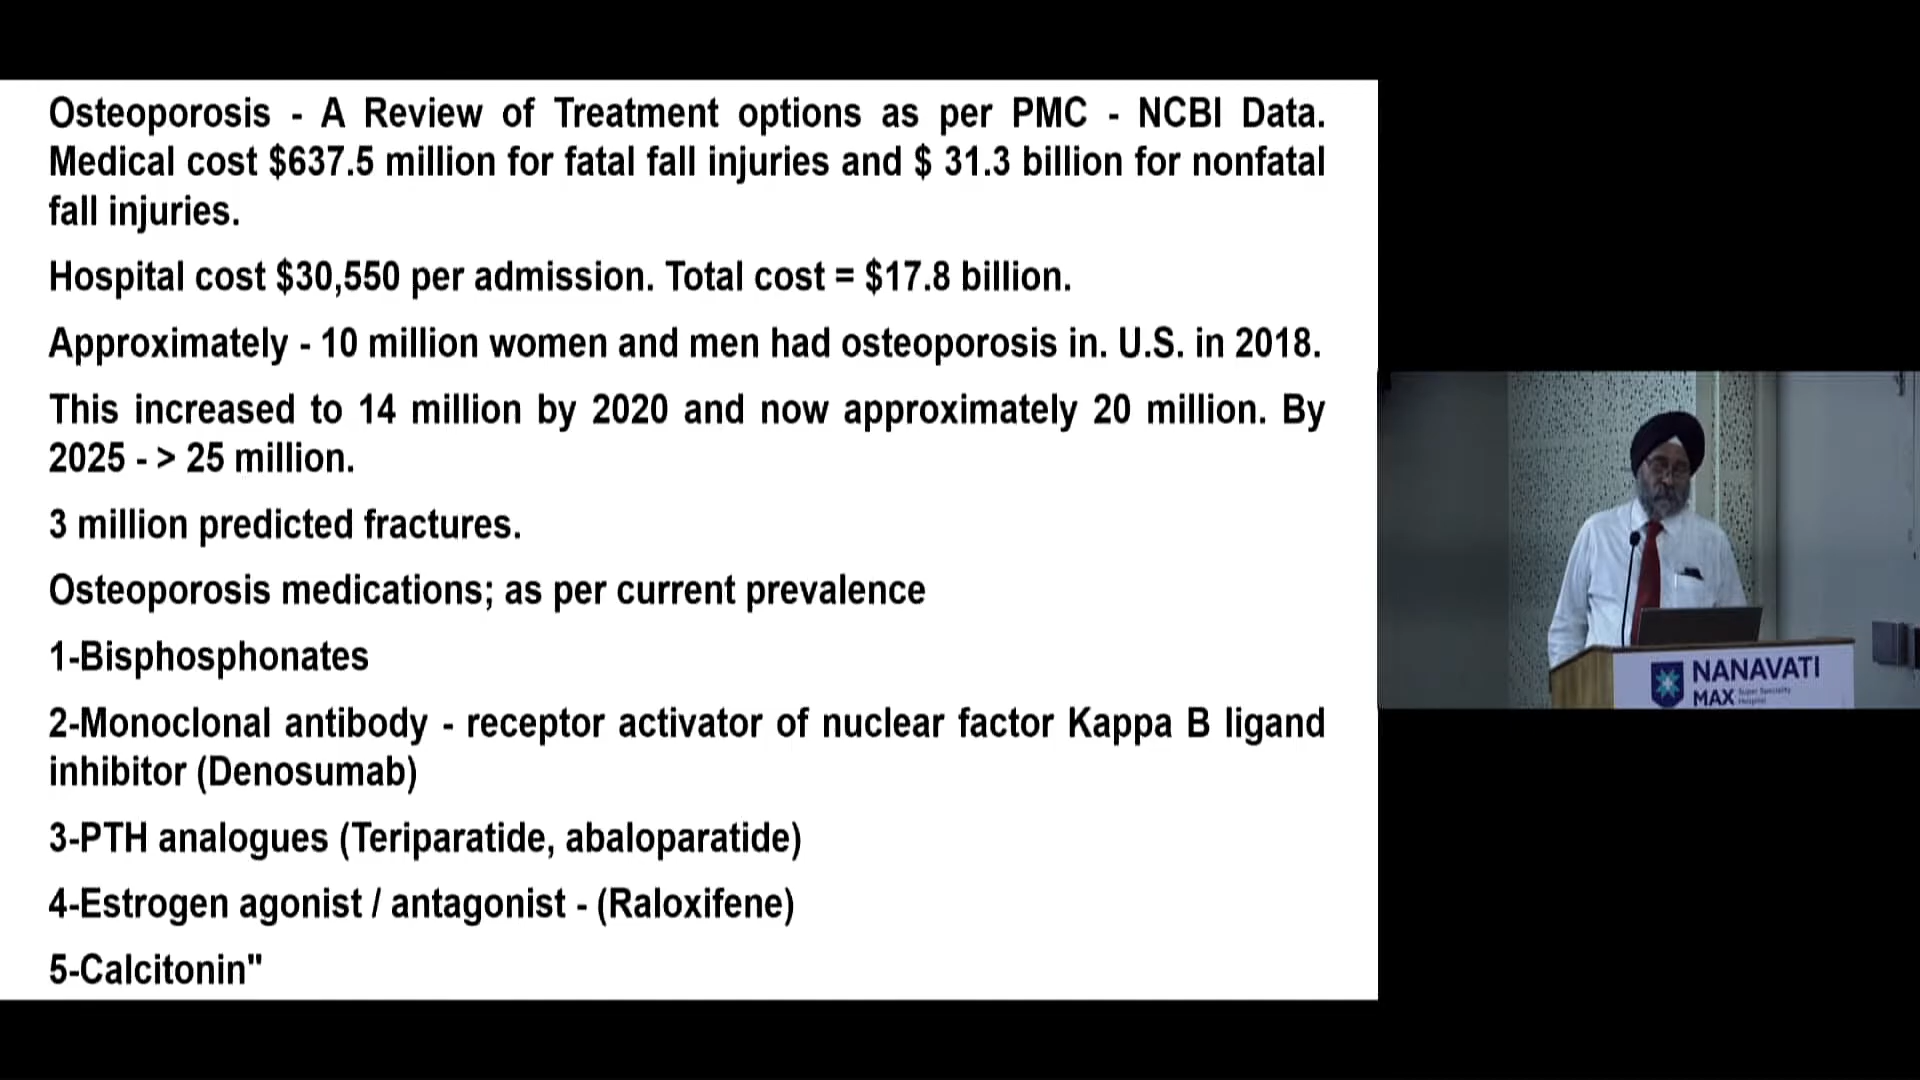 Osteoporosis - A Review of Treatment options as per PMC - NCBI Data.
Medical cost $637.5 million for fatal fall injuries and $ 31.3 billion for nonfatal
fall injuries.
Hospital cost $30,550 per admission. Total cost = $17.8 billion.
Approximately - 10 million women and men had osteoporosis in. U.S. in 2018.
This increased to 14 million by 2020 and now approximately 20 million. By
2025 - > 25 million.
3 million predicted fractures.
Osteoporosis medications; as per current prevalence
1-Bisphosphonates
2-Monoclonal antibody - receptor activator of nuclear factor Kappa B ligand
inhibitor (Denosumab)
3-PTH analogues (Teriparatide, abaloparatide)
4-Estrogen agonist / antagonist - (Raloxifene)
5-Calcitonin"
NANAVATI
MAX Super Speciality
Hospital